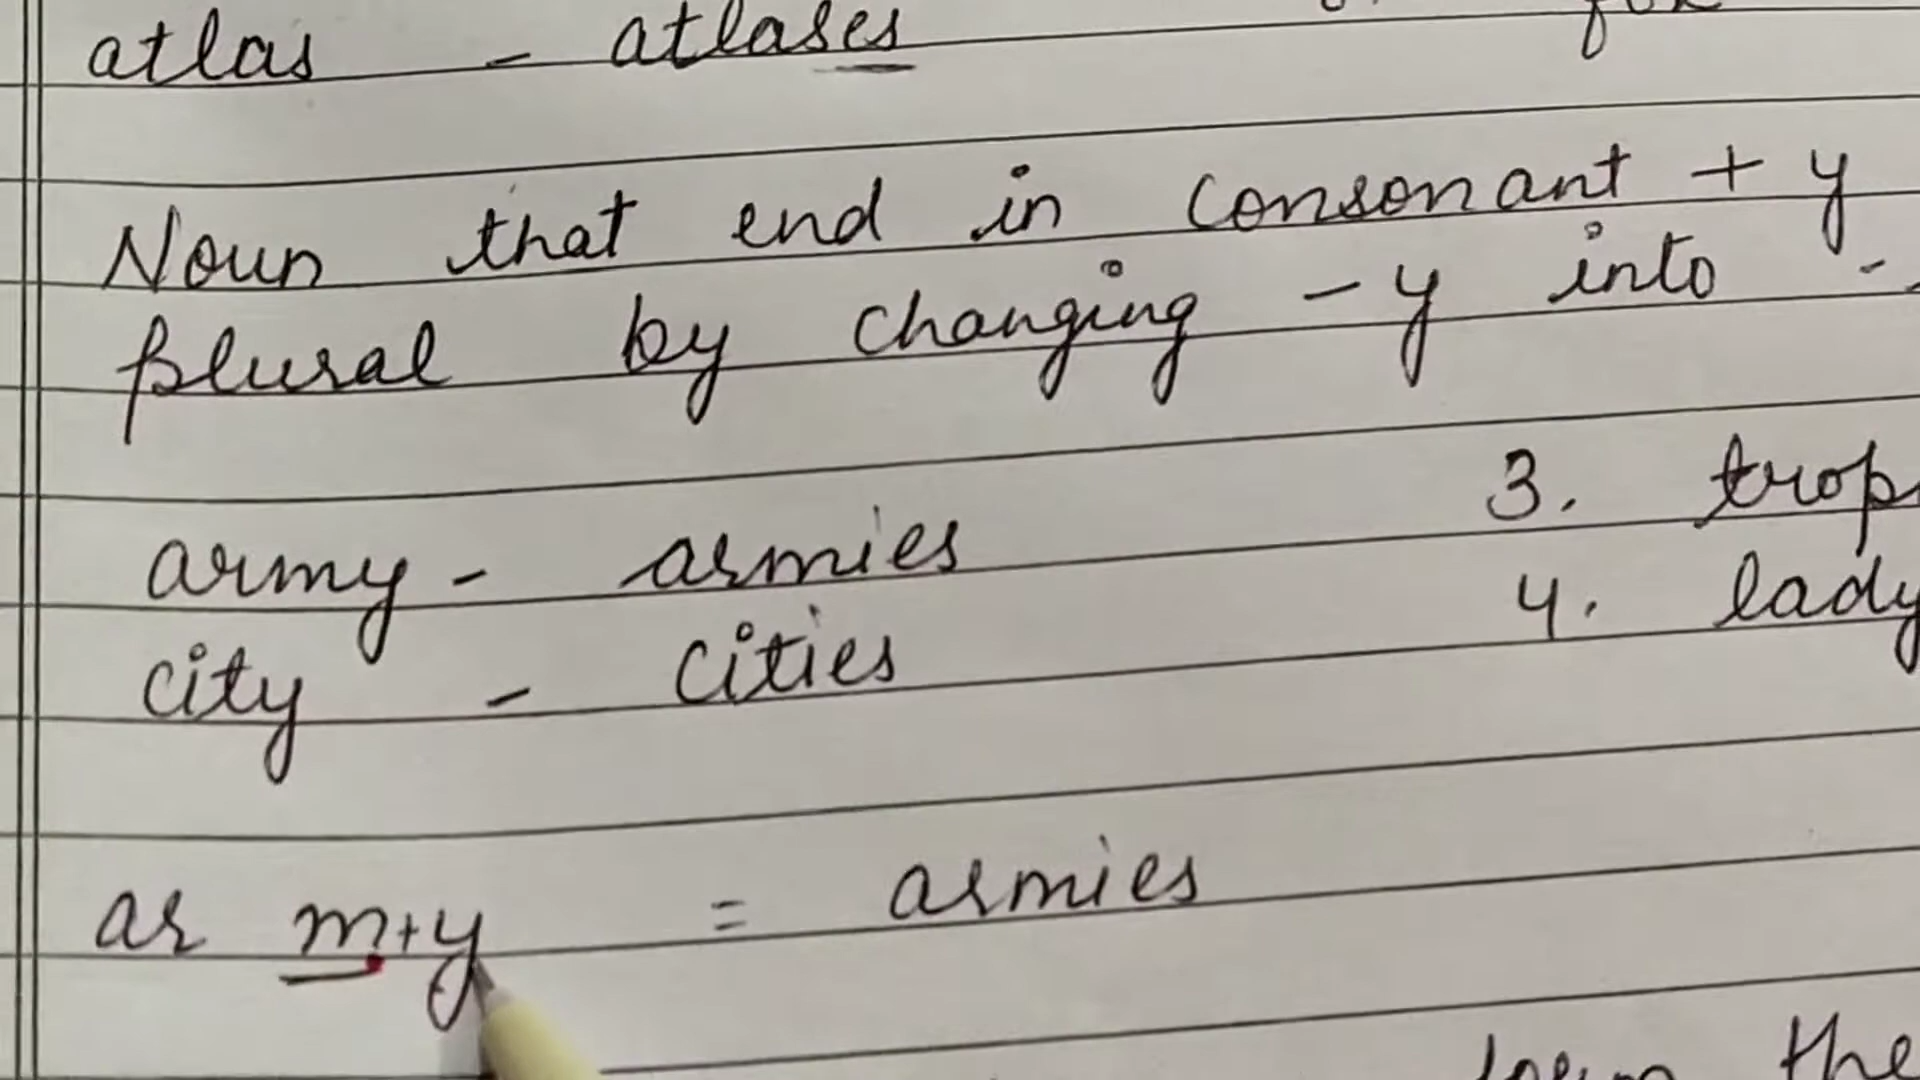 atlas - atlases
Noun that end in consonant + y
plural by changing - y into -
3. trop
army - armies
4. lady
city - cities
ar m+y = armies
the